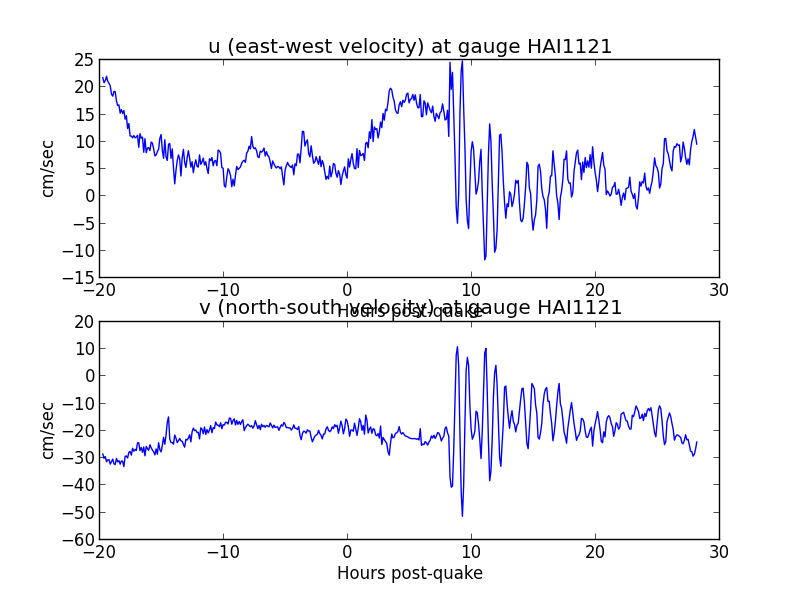 u (east-west velocity) at gauge HAI1121
25
20
15
10
5
0
−5
−10
−15
cm/sec
−20 −10 0 10 20 30
Hours post-quake
v (north-south velocity) at gauge HAI1121
20
10
0
−10
−20
−30
−40
−50
−60
cm/sec
−20 −10 0 10 20 30
Hours post-quake